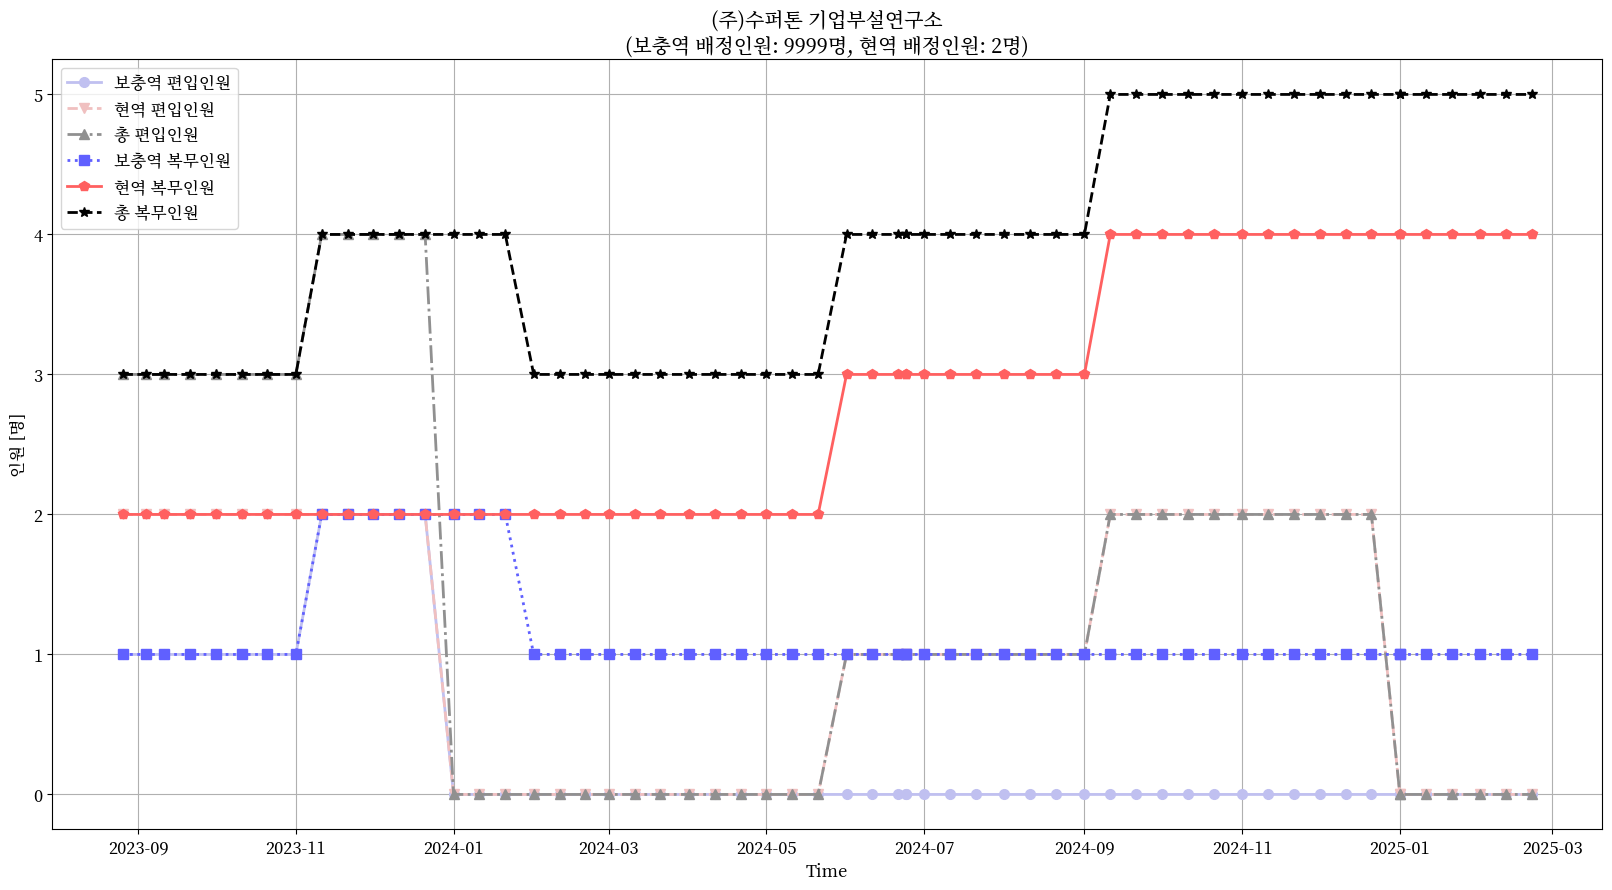 (주)수퍼톤 기업부설연구소
(보충역 배정인원: 9999명, 현역 배정인원: 2명)
보충역 편입인원
현역 편입인원
총 편입인원
보충역 복무인원
현역 복무인원
총 복무인원
인원 [명]
5
4
3
2
1
0
2023-09
2023-11
2024-01
2024-03
2024-05
2024-07
2024-09
2024-11
2025-01
2025-03
Time